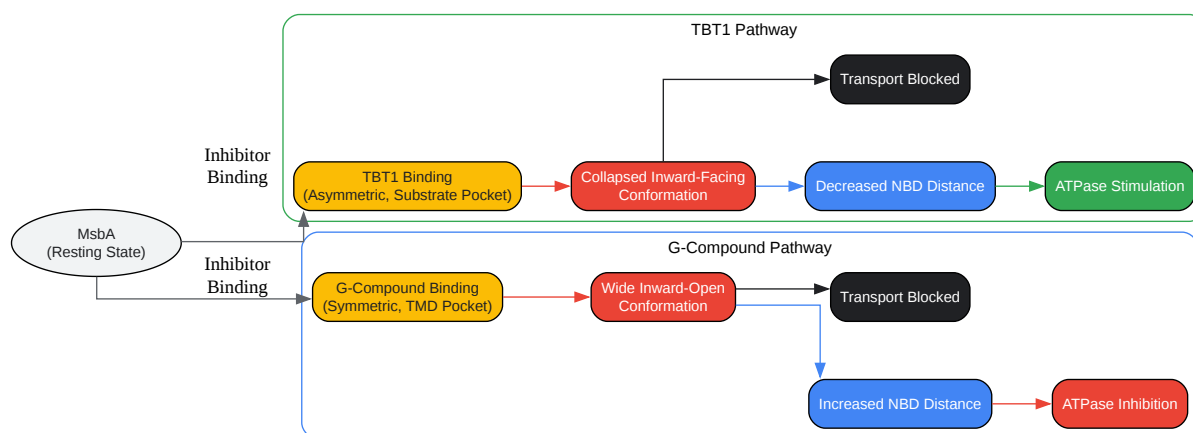 TBT1 Pathway
Transport Blocked
Inhibitor
Binding
TBT1 Binding
(Asymmetric, Substrate Pocket)
Collapsed Inward-Facing
Conformation
Decreased NBD Distance
ATPase Stimulation
MsbA
(Resting State)
G-Compound Pathway
Inhibitor
Binding
G-Compound Binding
(Symmetric, TMD Pocket)
Wide Inward-Open
Conformation
Transport Blocked
Increased NBD Distance
ATPase Inhibition